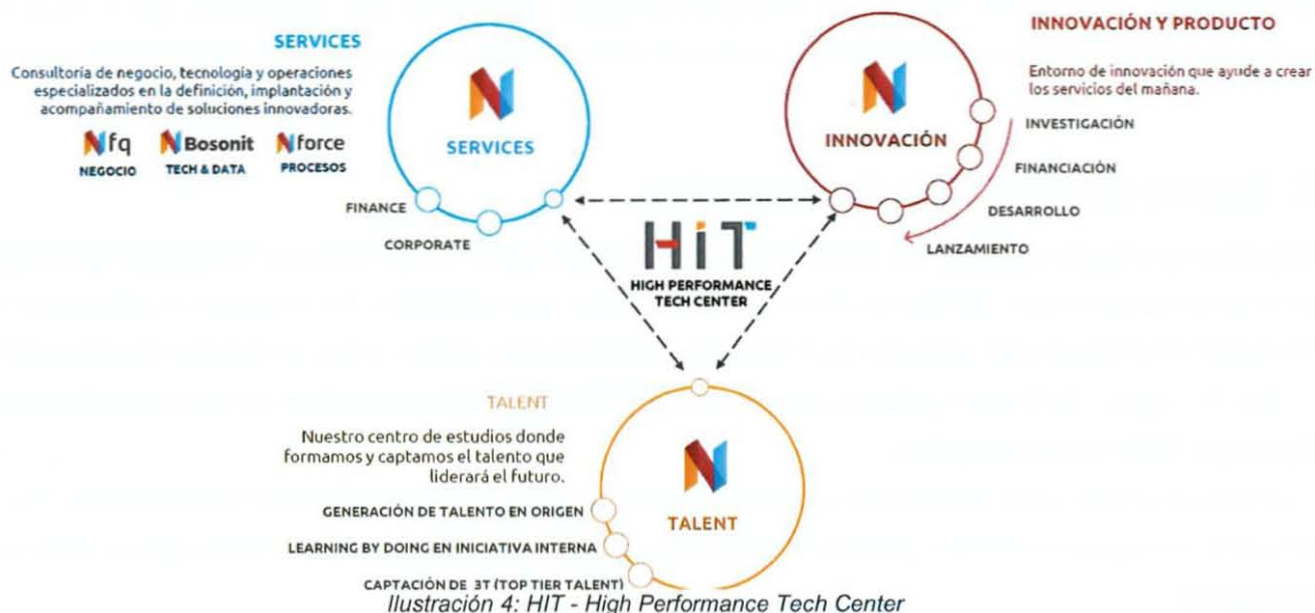 SERVICES
Consultoría de negocio, tecnología y operaciones
especializados en la definición, implantación y
acompañamiento de soluciones innovadoras.
Nfq
NEGOCIO
N Bosonit
TECH & DATA
Nforce
PROCESOS
N
SERVICES
FINANCE
CORPORATE
INNOVACIÓN Y PRODUCTO
Entorno de innovación que ayude a crear
los servicios del mañana.
N
INNOVACIÓN
INVESTIGACIÓN
FINANCIACIÓN
DESARROLLO
LANZAMIENTO
HiT
HIGH PERFORMANCE
TECH CENTER
TALENT
Nuestro centro de estudios donde
formamos y captamos el talento que
liderará el futuro.
GENERACIÓN DE TALENTO EN ORIGEN
LEARNING BY DOING EN INICIATIVA INTERNA
CAPTACIÓN DE 3T (TOP TIER TALENT)
N
TALENT
Ilustración 4: HIT - High Performance Tech Center